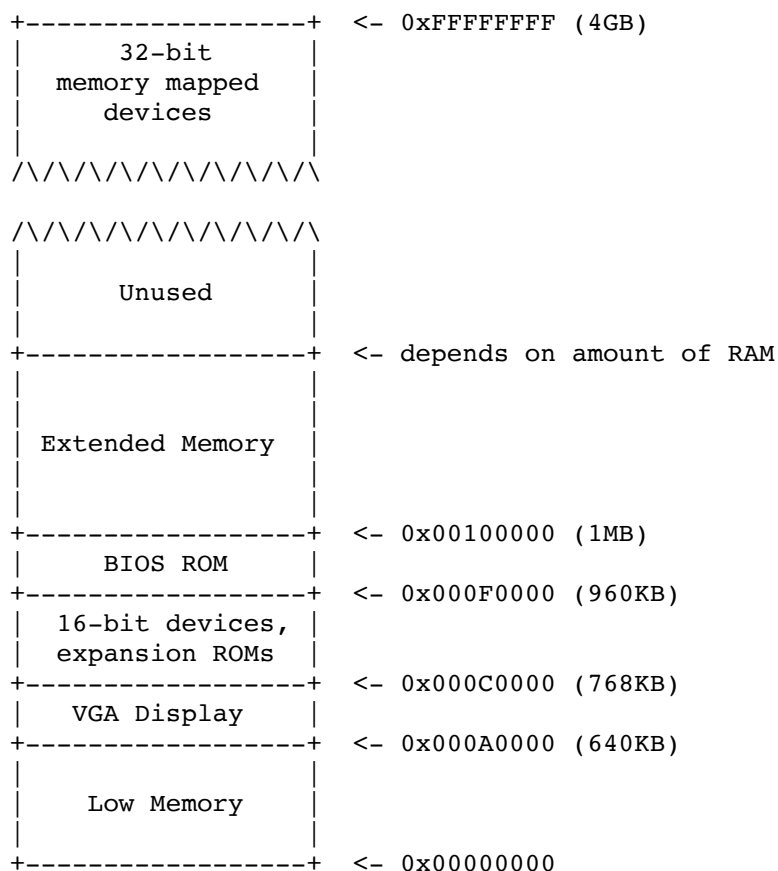 +------------------+  <- 0xFFFFFFFF (4GB)
|      32-bit      |
|  memory mapped   |
|     devices      |
|                  |
/\/\/\/\/\/\/\/\/\/\

/\/\/\/\/\/\/\/\/\/\
|                  |
|      Unused      |
|                  |
+------------------+  <- depends on amount of RAM
|                  |
|                  |
| Extended Memory  |
|                  |
|                  |
+------------------+  <- 0x00100000 (1MB)
|     BIOS ROM     |
+------------------+  <- 0x000F0000 (960KB)
|  16-bit devices, |
|  expansion ROMs  |
+------------------+  <- 0x000C0000 (768KB)
|   VGA Display    |
+------------------+  <- 0x000A0000 (640KB)
|                  |
|    Low Memory    |
|                  |
+------------------+  <- 0x00000000